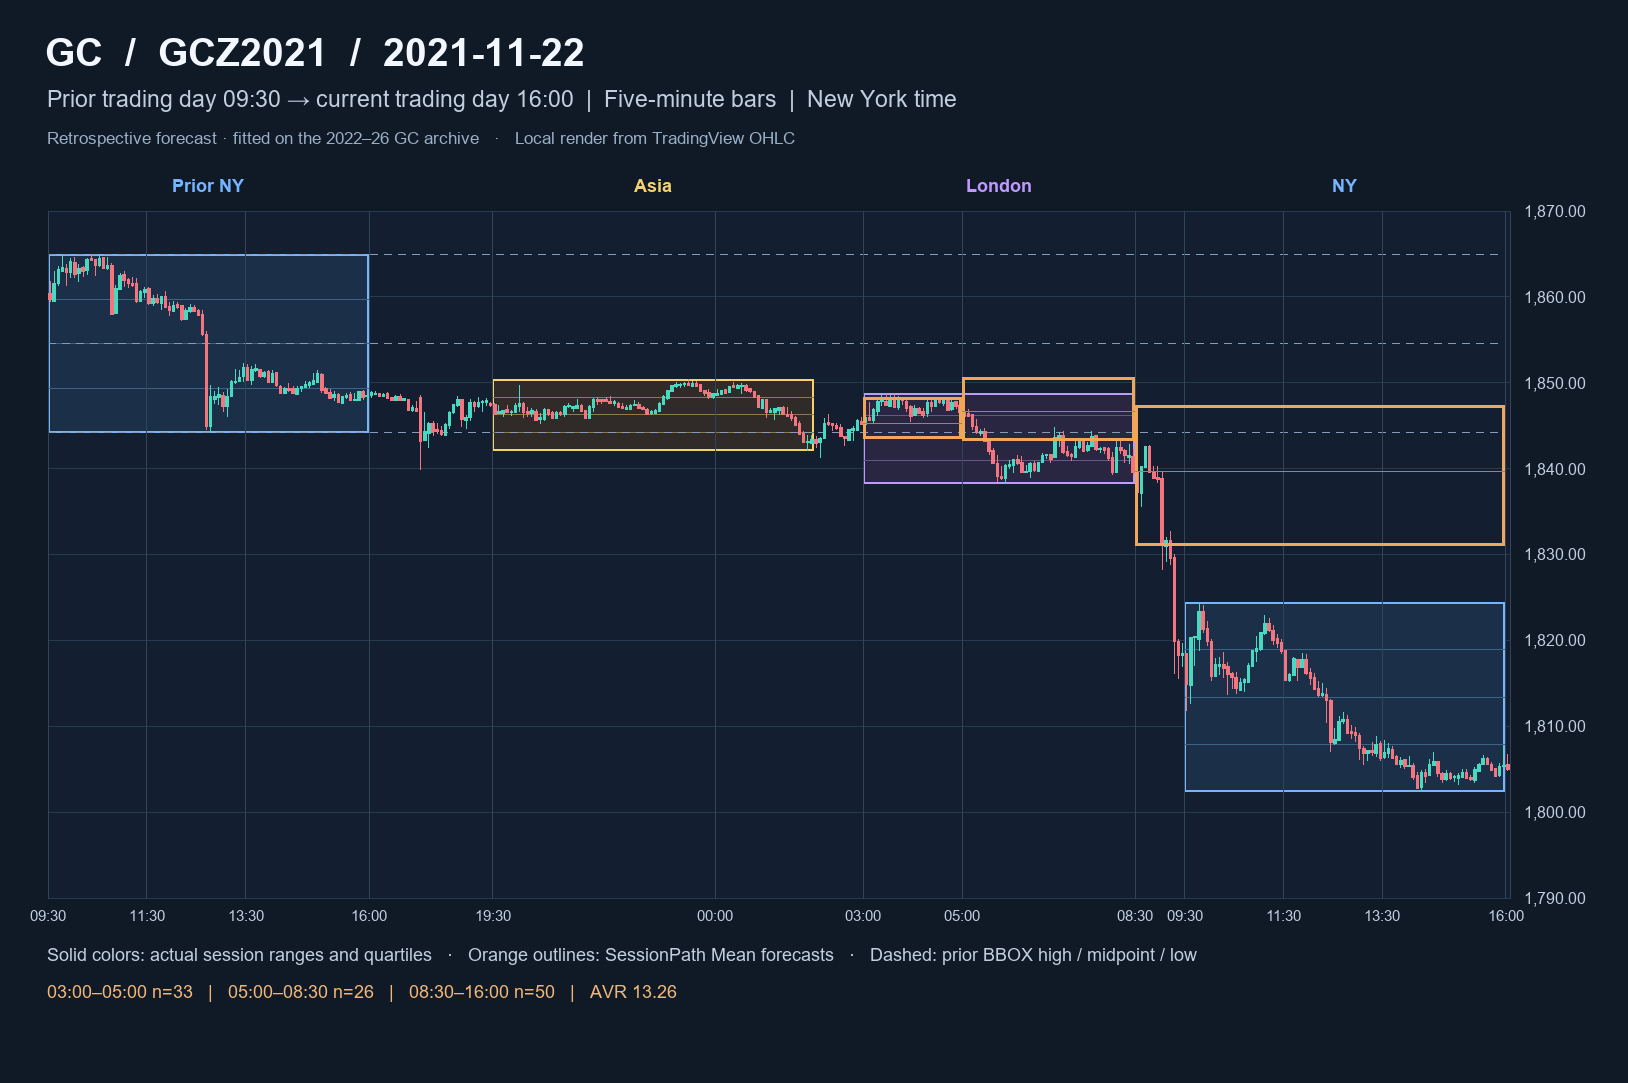 GC / GCZ2021 / 2021-11-22
Prior trading day 09:30 → current trading day 16:00 | Five-minute bars | New York time
Retrospective forecast · fitted on the 2022–26 GC archive · Local render from TradingView OHLC
Prior NY Asia London NY
1,870.00
1,860.00
1,850.00
1,840.00
1,830.00
1,820.00
1,810.00
1,800.00
1,790.00
09:30 11:30 13:30 16:00 19:30 00:00 03:00 05:00 08:30 09:30 11:30 13:30 16:00
Solid colors: actual session ranges and quartiles · Orange outlines: SessionPath Mean forecasts · Dashed: prior BBOX high / midpoint / low
03:00–05:00 n=33 | 05:00–08:30 n=26 | 08:30–16:00 n=50 | AVR 13.26